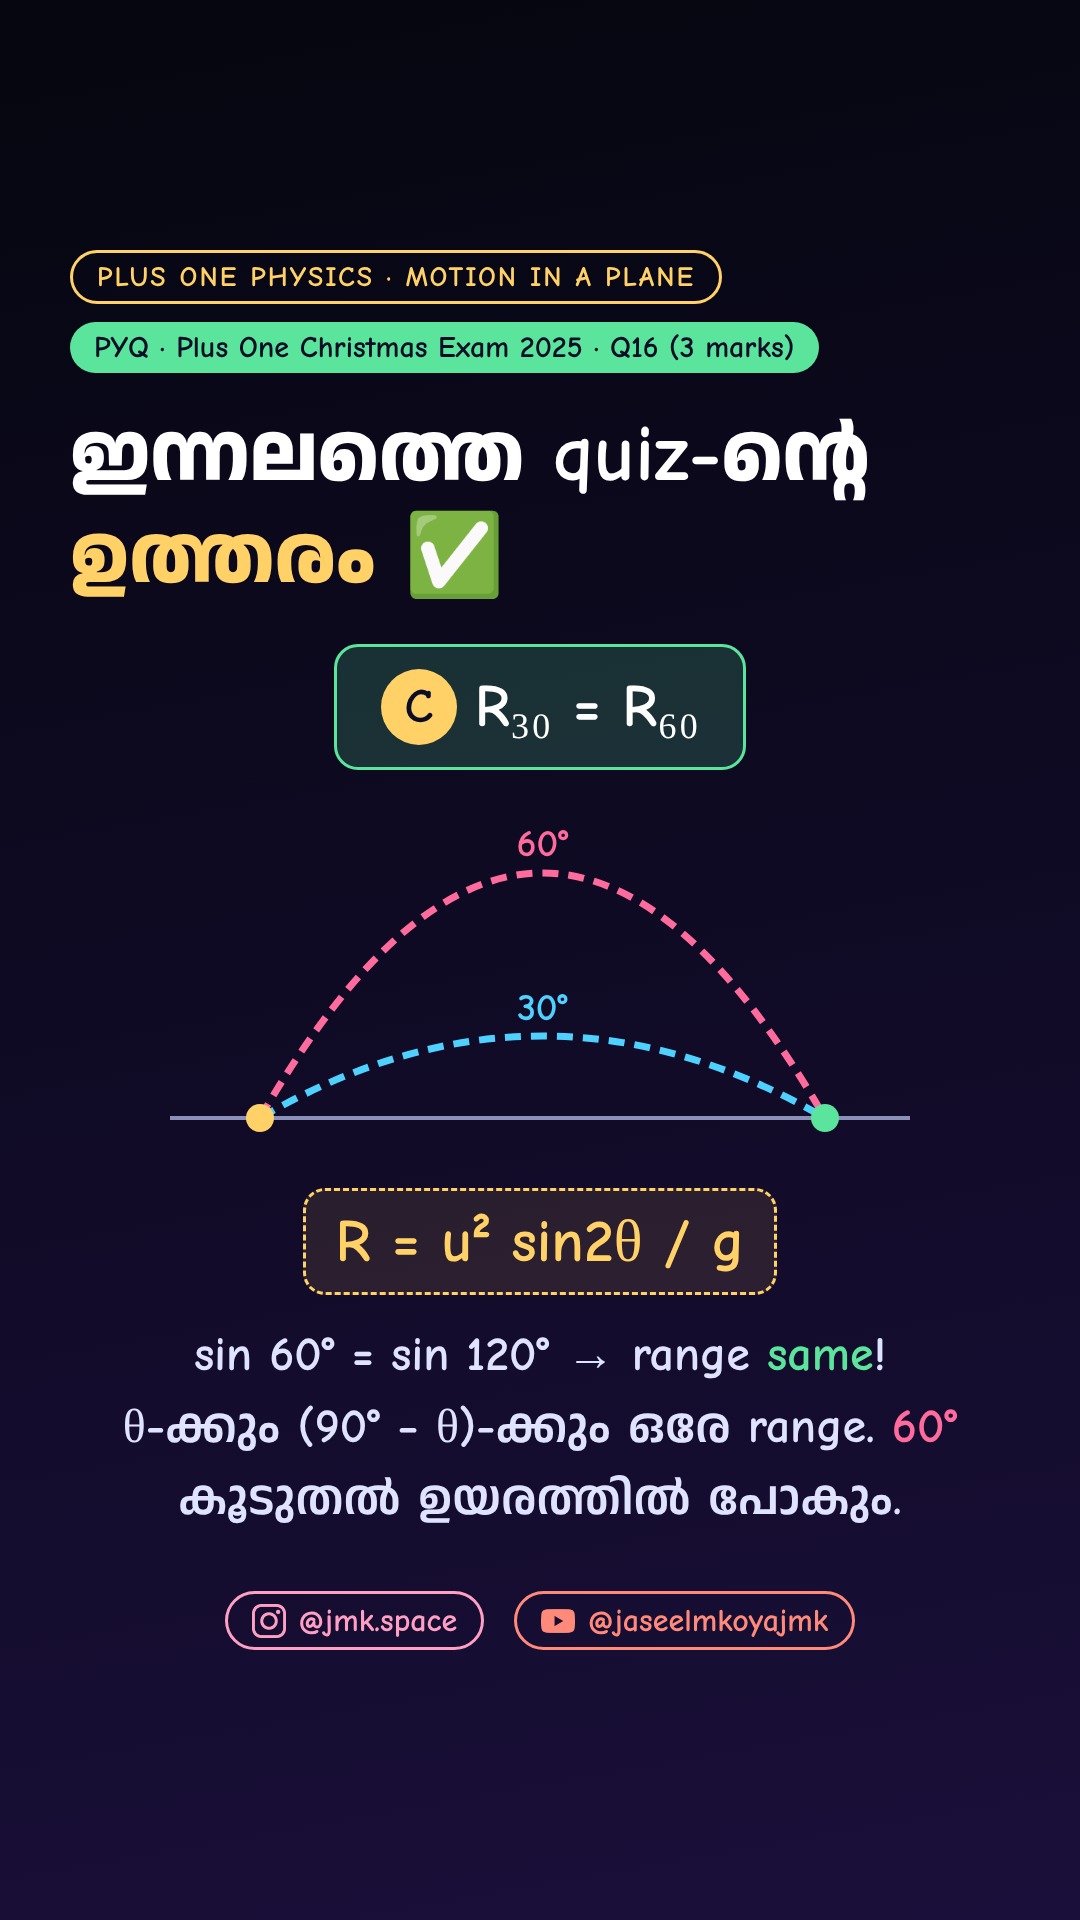 PLUS ONE PHYSICS · MOTION IN A PLANE
PYQ · Plus One Christmas Exam 2025 · Q16 (3 marks)
ഇന്നലത്തെ quiz-ന്റെ
ഉത്തരം ✅
C R₃₀ = R₆₀
60°
30°
R = u² sin2θ / g
sin 60° = sin 120° → range same!
θ-ക്കും (90° - θ)-ക്കും ഒരേ range. 60°
കൂടുതൽ ഉയരത്തിൽ പോകും.
@jmk.space @jaseelmkoyajmk